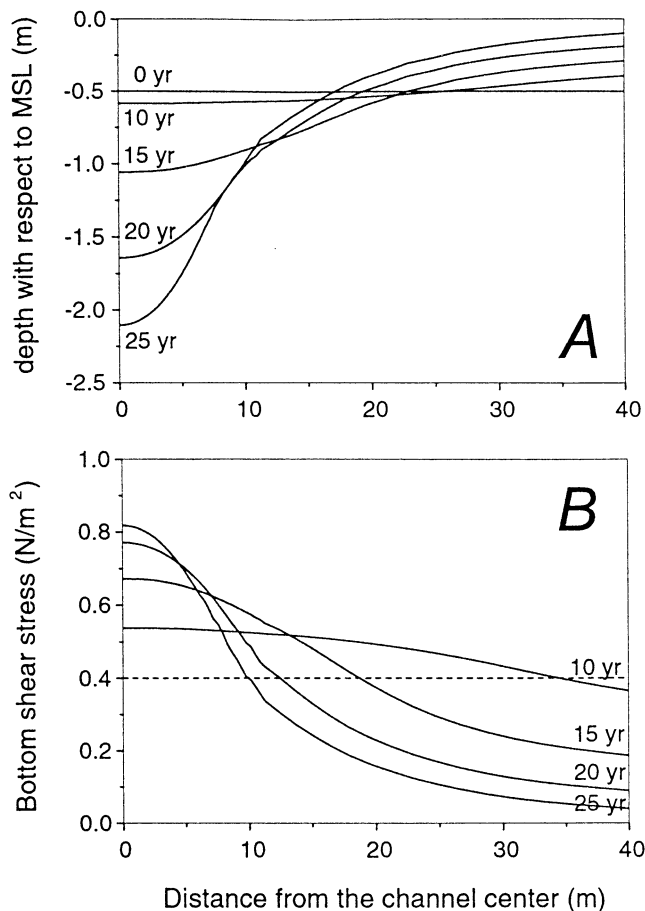 depth with respect to MSL (m)
0.0
-0.5
-1.0
-1.5
-2.0
-2.5
0 yr
10 yr
15 yr
20 yr
25 yr
A
0 10 20 30 40
Bottom shear stress (N/m²)
1.0
0.8
0.6
0.4
0.2
0.0
B
10 yr
15 yr
20 yr
25 yr
0 10 20 30 40
Distance from the channel center (m)